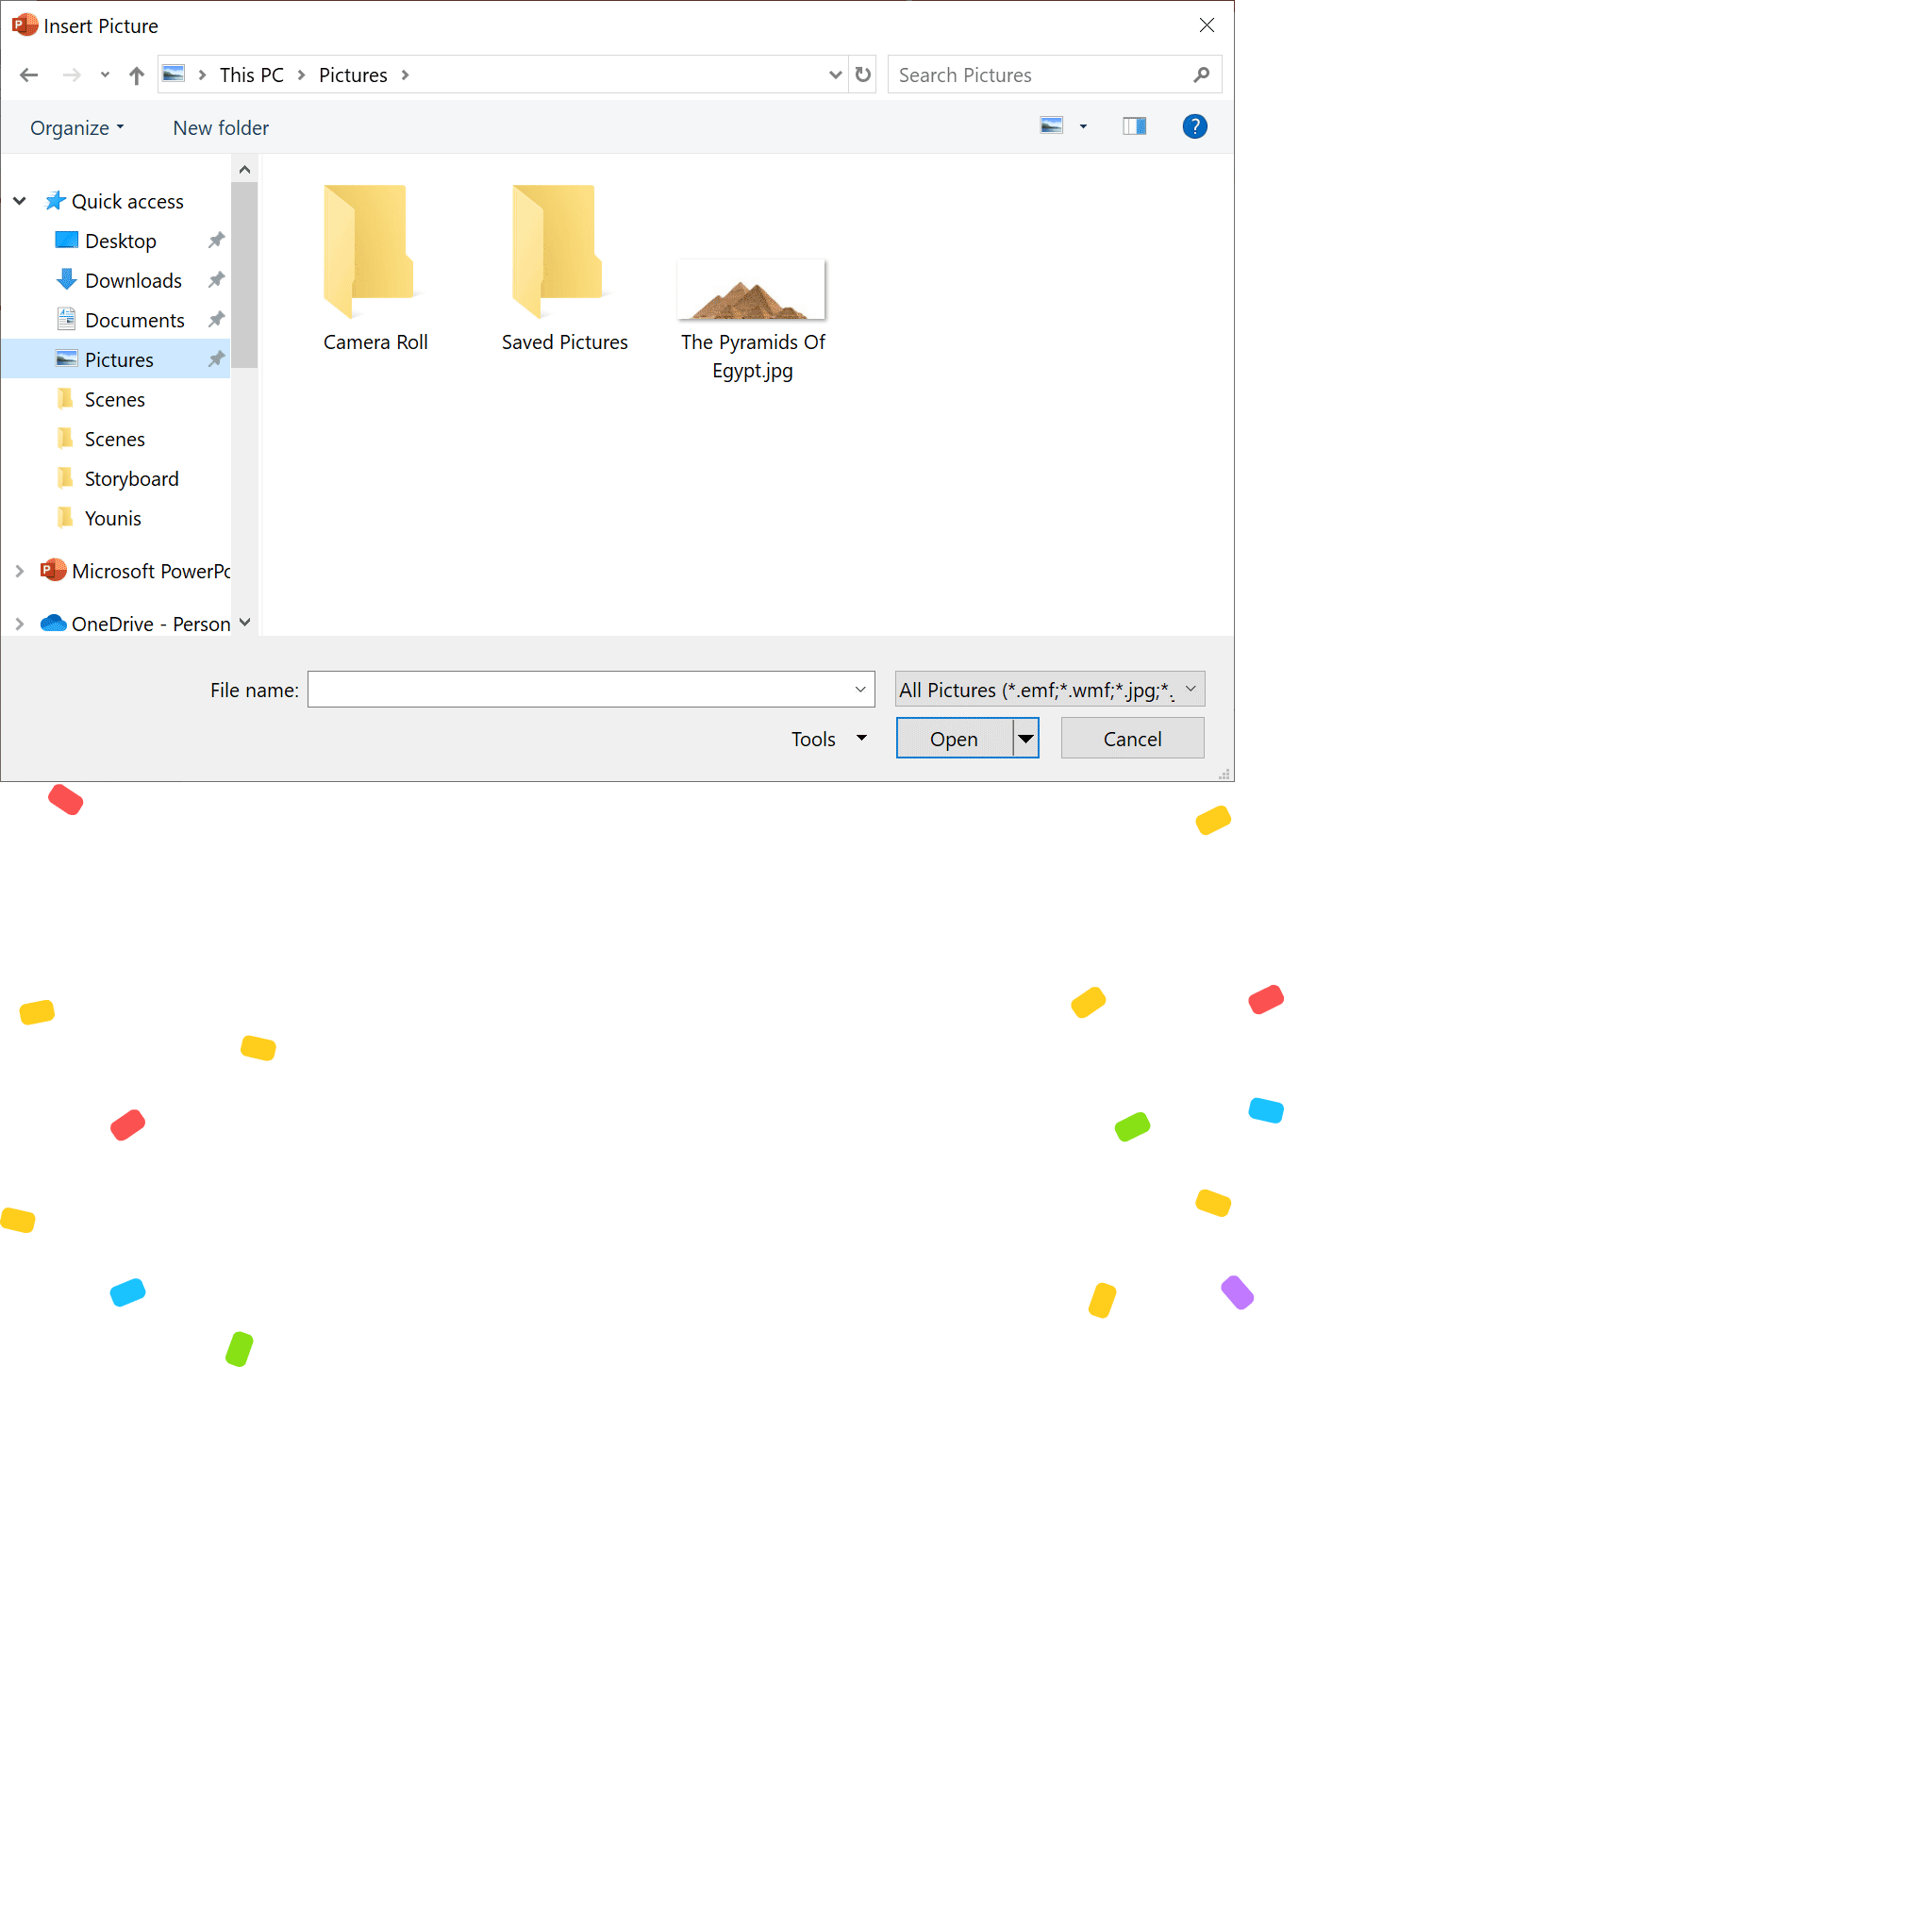 Insert Picture
This PC Pictures
Search Pictures
Organize New folder
?
Quick access
Desktop
Downloads
Documents
Pictures
Scenes
Scenes
Storyboard
Younis
Microsoft PowerPo
OneDrive - Person
Camera Roll
Saved Pictures
The Pyramids Of
Egypt.jpg
File name:
All Pictures (*.emf;*.wmf;*.jpg;*.
Tools
Open
Cancel